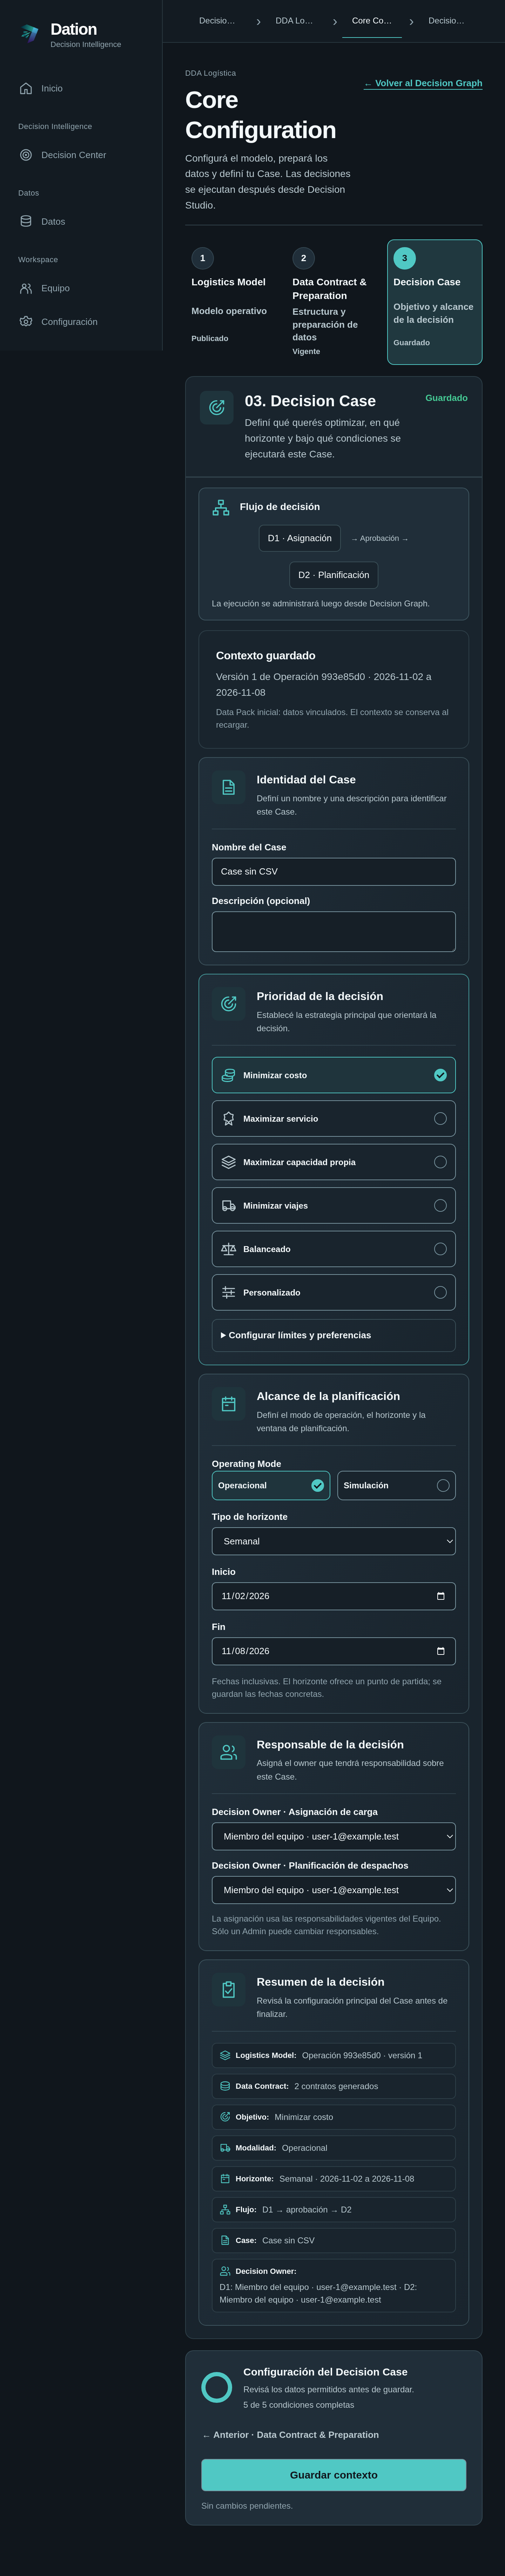 Dation
Decision Intelligence
Inicio
Decision Intelligence
Decision Center
Datos
Datos
Workspace
Equipo
Configuración
Decisio…
DDA Lo…
Core Co…
Decisio…
DDA Logística
← Volver al Decision Graph
Core
Configuration
Configurá el modelo, prepará los
datos y definí tu Case. Las decisiones
se ejecutan después desde Decision
Studio.
1
Logistics Model
Modelo operativo
Publicado
2
Data Contract &
Preparation
Estructura y
preparación de
datos
Vigente
3
Decision Case
Objetivo y alcance
de la decisión
Guardado
03. Decision Case
Guardado
Definí qué querés optimizar, en qué
horizonte y bajo qué condiciones se
ejecutará este Case.
Flujo de decisión
D1 · Asignación
→ Aprobación →
D2 · Planificación
La ejecución se administrará luego desde Decision Graph.
Contexto guardado
Versión 1 de Operación 993e85d0 · 2026-11-02 a
2026-11-08
Data Pack inicial: datos vinculados. El contexto se conserva al
recargar.
Identidad del Case
Definí un nombre y una descripción para identificar
este Case.
Nombre del Case
Case sin CSV
Descripción (opcional)
Prioridad de la decisión
Establecé la estrategia principal que orientará la
decisión.
Minimizar costo
Maximizar servicio
Maximizar capacidad propia
Minimizar viajes
Balanceado
Personalizado
Configurar límites y preferencias
Alcance de la planificación
Definí el modo de operación, el horizonte y la
ventana de planificación.
Operating Mode
Operacional
Simulación
Tipo de horizonte
Semanal
Inicio
11/02/2026
Fin
11/08/2026
Fechas inclusivas. El horizonte ofrece un punto de partida; se
guardan las fechas concretas.
Responsable de la decisión
Asigná el owner que tendrá responsabilidad sobre
este Case.
Decision Owner · Asignación de carga
Miembro del equipo · user-1@example.test
Decision Owner · Planificación de despachos
Miembro del equipo · user-1@example.test
La asignación usa las responsabilidades vigentes del Equipo.
Sólo un Admin puede cambiar responsables.
Resumen de la decisión
Revisá la configuración principal del Case antes de
finalizar.
Logistics Model: Operación 993e85d0 · versión 1
Data Contract: 2 contratos generados
Objetivo: Minimizar costo
Modalidad: Operacional
Horizonte: Semanal · 2026-11-02 a 2026-11-08
Flujo: D1 → aprobación → D2
Case: Case sin CSV
Decision Owner:
D1: Miembro del equipo · user-1@example.test · D2:
Miembro del equipo · user-1@example.test
Configuración del Decision Case
Revisá los datos permitidos antes de guardar.
5 de 5 condiciones completas
← Anterior · Data Contract & Preparation
Guardar contexto
Sin cambios pendientes.